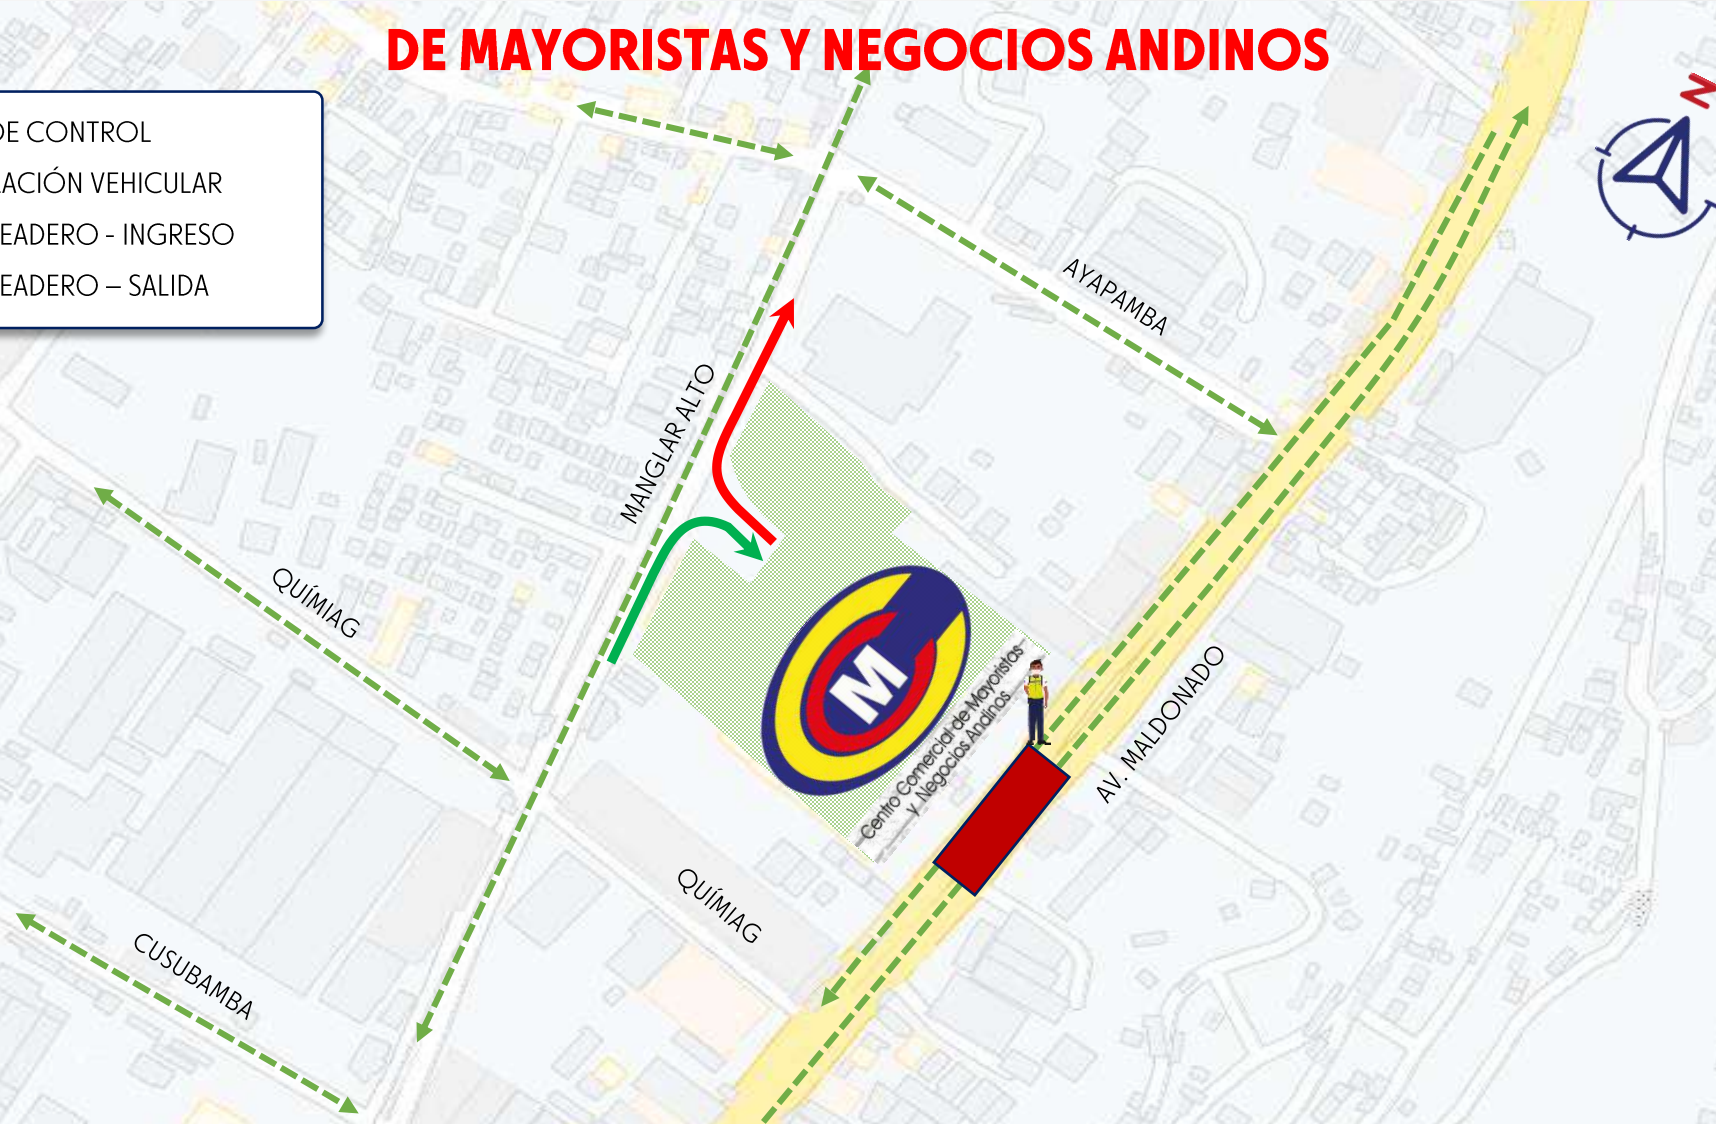 DE MAYORISTAS Y NEGOCIOS ANDINOS
N
DE CONTROL
ACIÓN VEHICULAR
EADERO - INGRESO
EADERO – SALIDA
AYAPAMBA
MANGLAR ALTO
QUÍMIAG
M
Centro Comercial de Mayoristas
y Negocios Andinos
AV. MALDONADO
QUÍMIAG
CUSUBAMBA